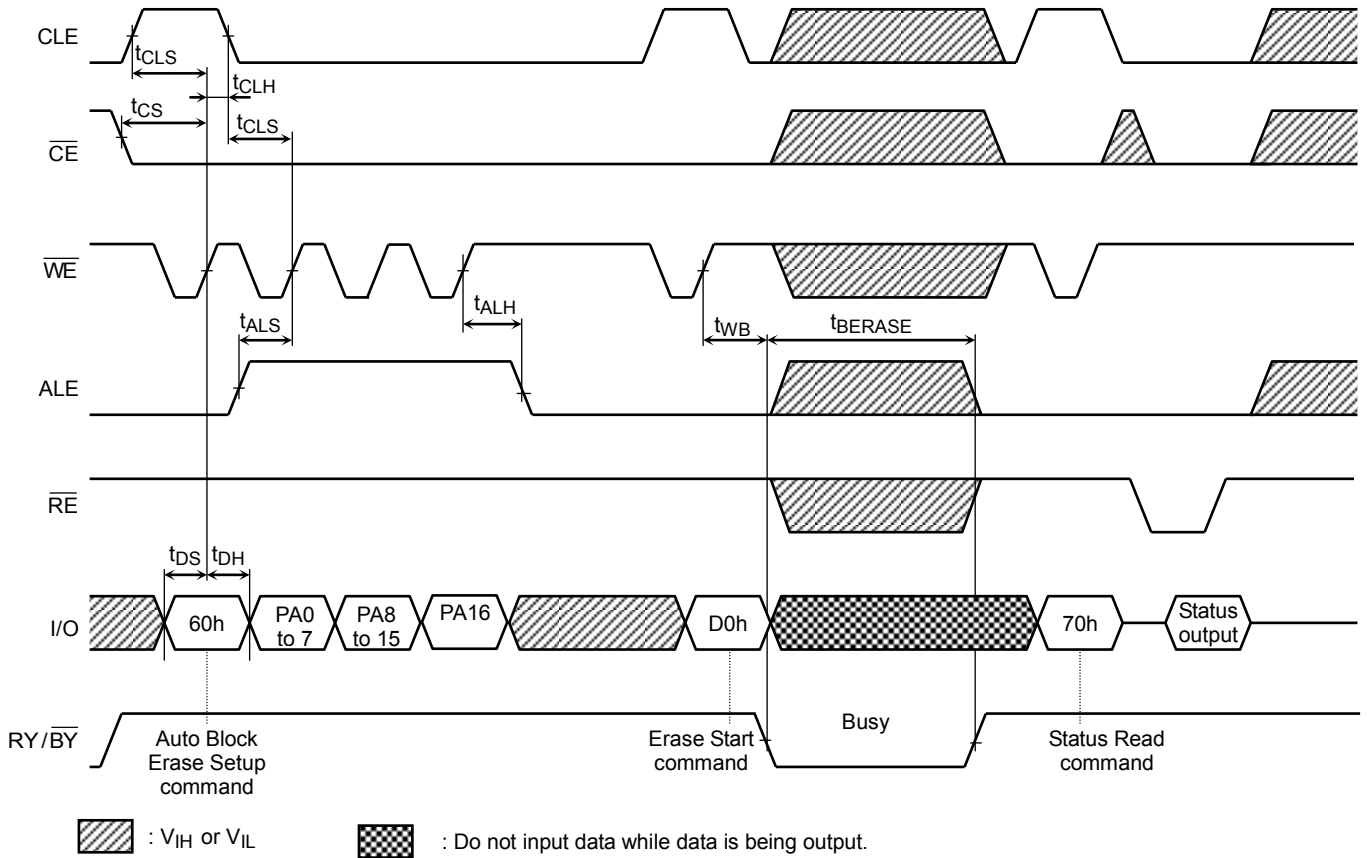 CLE
tCLS
tCLH
tCS
tCLS
CE
WE
tALS
tALH
tWB
tBERASE
ALE
RE
tDS
tDH
I/O
60h
PA0
to 7
PA8
to 15
PA16
D0h
70h
Status
output
RY/BY
Busy
Auto Block
Erase Setup
command
Erase Start
command
Status Read
command
: VIH or VIL
: Do not input data while data is being output.